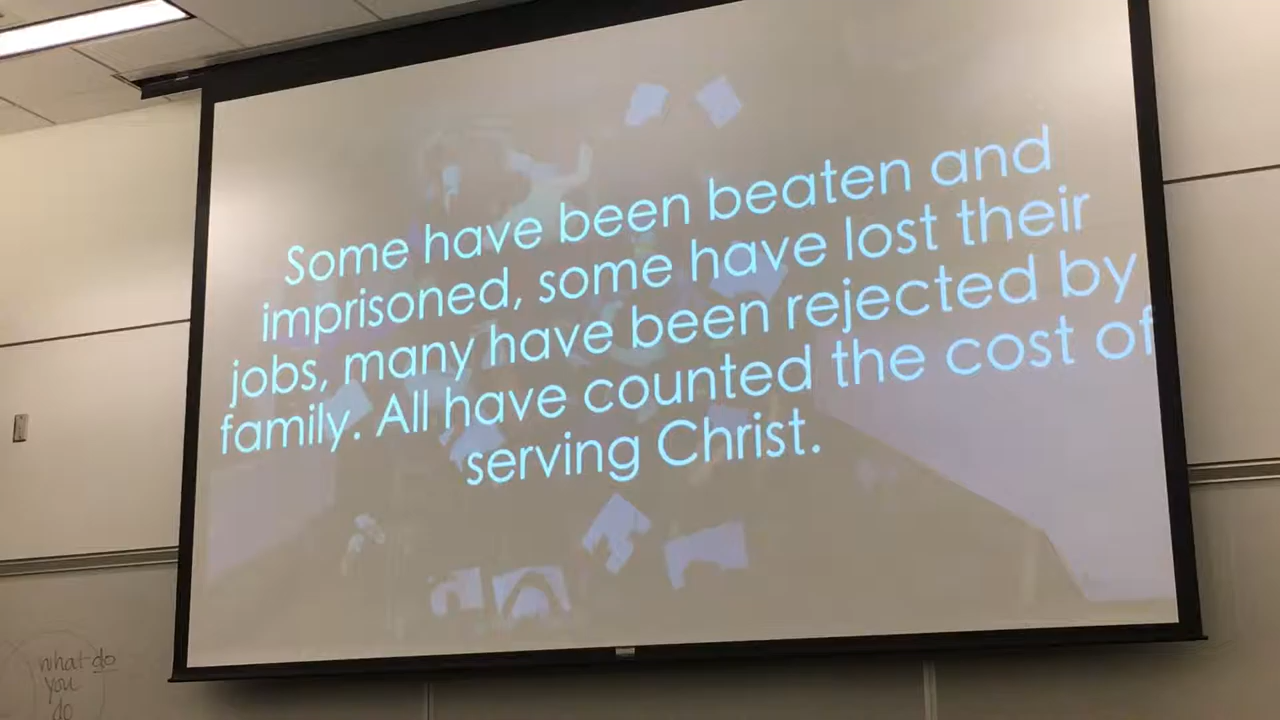 Some have been beaten and
imprisoned, some have lost their
jobs, many have been rejected by
family. All have counted the cost of
serving Christ.
what do
you
do